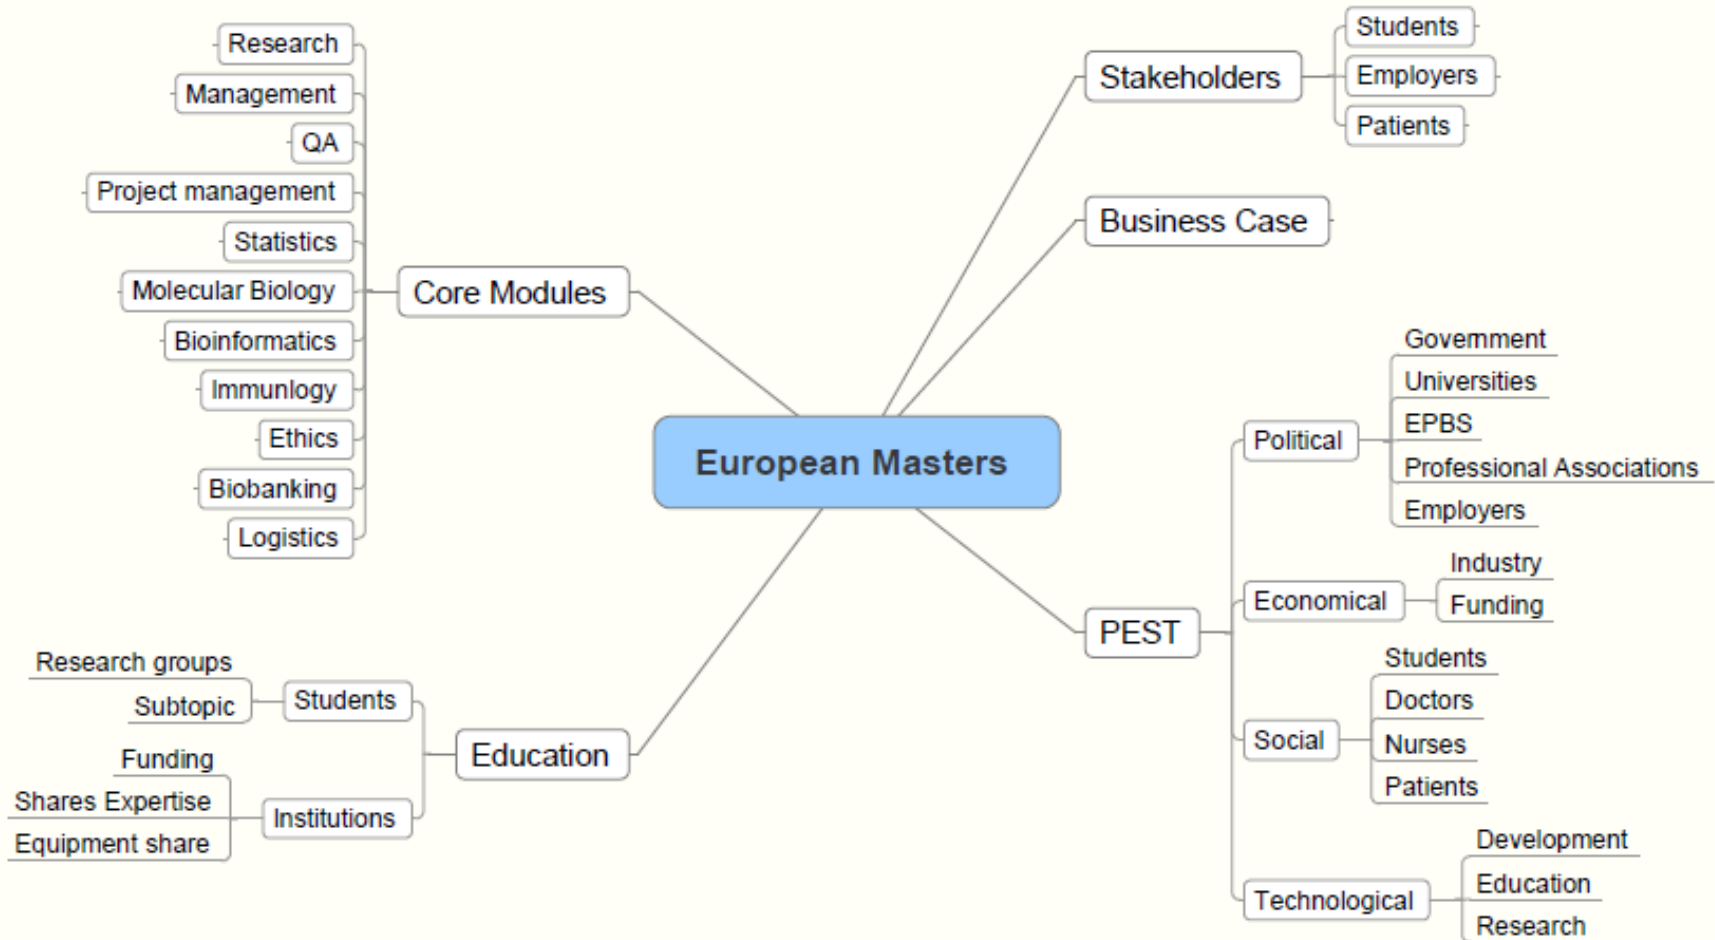 European Masters
Core Modules
Research
Management
QA
Project management
Statistics
Molecular Biology
Bioinformatics
Immunlogy
Ethics
Biobanking
Logistics
Education
Students
Research groups
Subtopic
Institutions
Funding
Shares Expertise
Equipment share
Stakeholders
Students
Employers
Patients
Business Case
PEST
Political
Government
Universities
EPBS
Professional Associations
Employers
Economical
Industry
Funding
Social
Students
Doctors
Nurses
Patients
Technological
Development
Education
Research